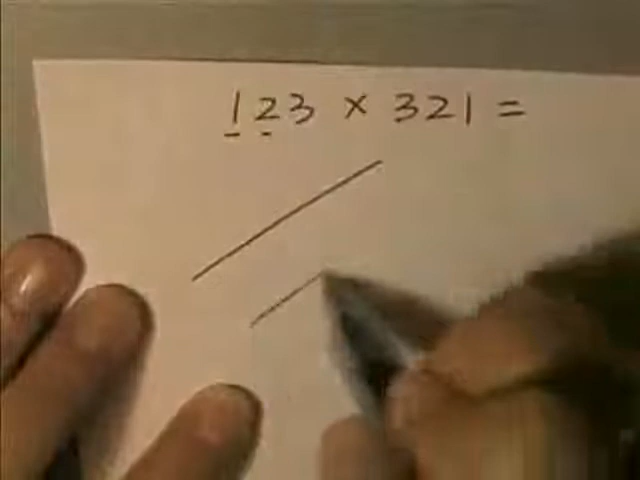 123 × 321 =